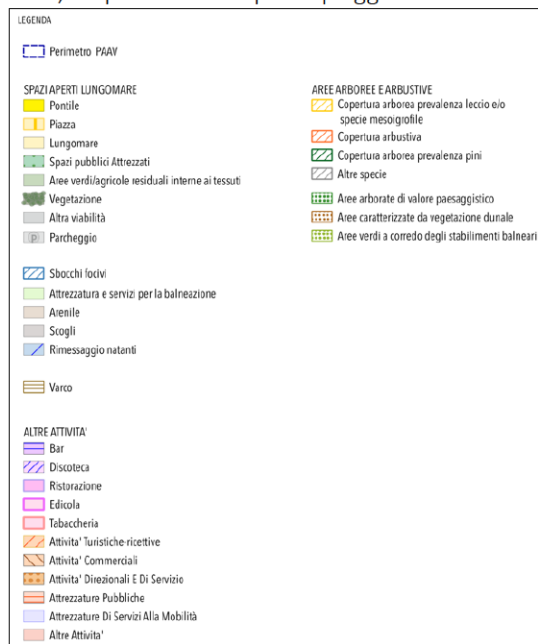 LEGENDA
Perimetro PAAV
SPAZI APERTI LUNGOMARE
Pontile
Piazza
Lungomare
Spazi pubblici Attrezzati
Aree verdi/agricole residuali interne ai tessuti
Vegetazione
Altra viabilità
P Parcheggio
Sbocchi focivi
Attrezzatura e servizi per la balneazione
Arenile
Scogli
Rimessaggio natanti
Varco
ALTRE ATTIVITA'
Bar
Discoteca
Ristorazione
Edicola
Tabaccheria
Attivita' Turistiche-ricettive
Attivita' Commerciali
Attivita' Direzionali E Di Servizio
Attrezzature Pubbliche
Attrezzature Di Servizi Alla Mobilità
Altre Attivita'
AREE ARBOREE E ARBUSTIVE
Copertura arborea prevalenza leccio e/o
specie mesoigrofile
Copertura arbustiva
Copertura arborea prevalenza pini
Altre specie
Aree arborate di valore paesaggistico
Aree caratterizzate da vegetazione dunale
Aree verdi a corredo degli stabilimenti balneari